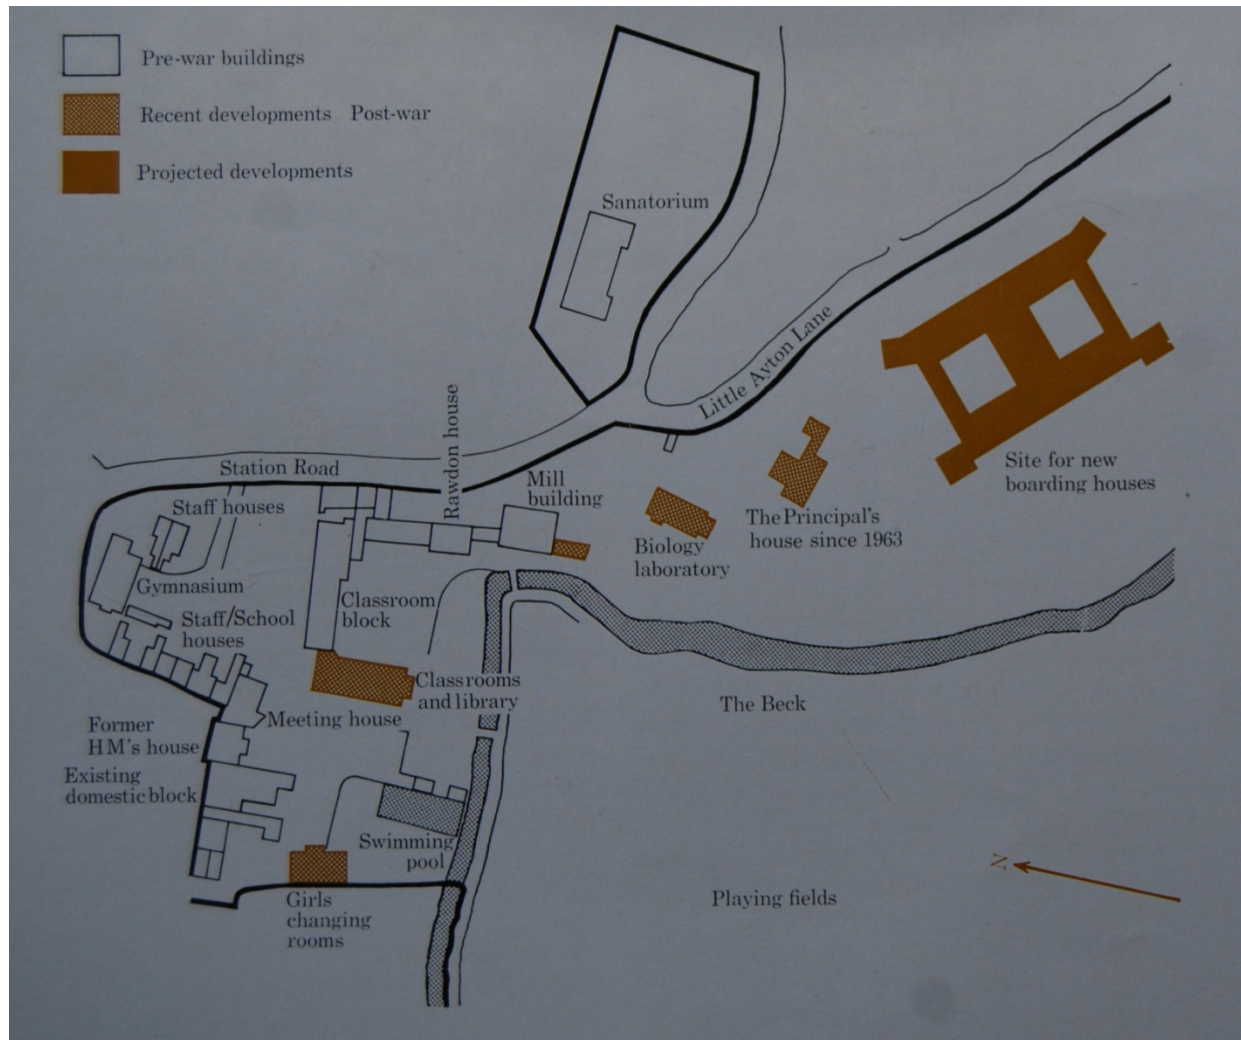 Pre-war buildings
Recent developments Post-war
Projected developments
Sanatorium
Little Ayton Lane
Rawdon house
Station Road
Mill
building
Staff houses
Site for new
boarding houses
The Principal's
house since 1963
Biology
laboratory
Gymnasium
Classroom
block
Staff/School
houses
Classrooms
and library
The Beck
Meeting house
Former
HM's house
Existing
domestic block
Swimming
pool
N
Playing fields
Girls
changing
rooms